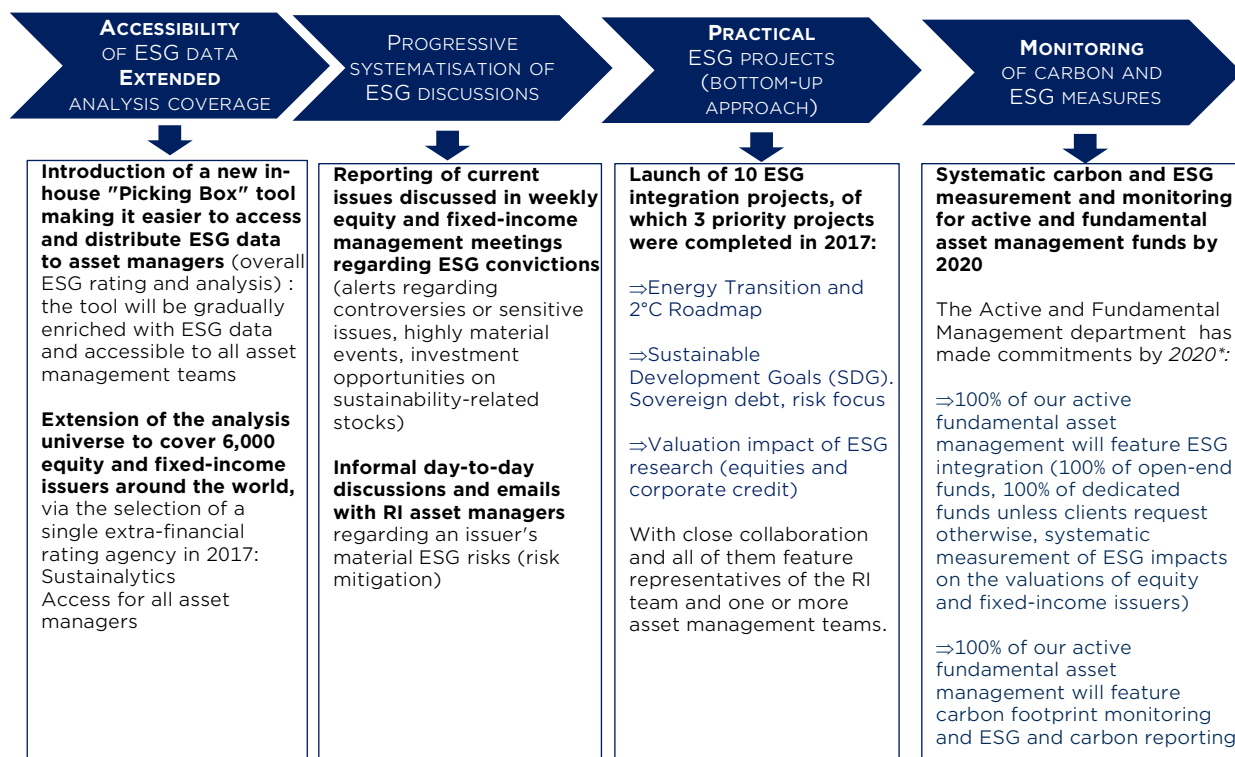 ACCESSIBILITY
OF ESG DATA
EXTENDED
ANALYSIS COVERAGE
PROGRESSIVE
SYSTEMATISATION OF
ESG DISCUSSIONS
PRACTICAL
ESG PROJECTS
(BOTTOM-UP
APPROACH)
MONITORING
OF CARBON AND
ESG MEASURES
Introduction of a new in-
house "Picking Box" tool
making it easier to access
and distribute ESG data
to asset managers (overall
ESG rating and analysis) :
the tool will be gradually
enriched with ESG data
and accessible to all asset
management teams
Extension of the analysis
universe to cover 6,000
equity and fixed-income
issuers around the world,
via the selection of a
single extra-financial
rating agency in 2017:
Sustainalytics
Access for all asset
managers
Reporting of current
issues discussed in weekly
equity and fixed-income
management meetings
regarding ESG convictions
(alerts regarding
controversies or sensitive
issues, highly material
events, investment
opportunities on
sustainability-related
stocks)
Informal day-to-day
discussions and emails
with RI asset managers
regarding an issuer's
material ESG risks (risk
mitigation)
Launch of 10 ESG
integration projects, of
which 3 priority projects
were completed in 2017:
⇒Energy Transition and
2°C Roadmap
⇒Sustainable
Development Goals (SDG).
Sovereign debt, risk focus
⇒Valuation impact of ESG
research (equities and
corporate credit)
With close collaboration
and all of them feature
representatives of the RI
team and one or more
asset management teams.
Systematic carbon and ESG
measurement and monitoring
for active and fundamental
asset management funds by
2020
The Active and Fundamental
Management department has
made commitments by 2020*:
⇒100% of our active
fundamental asset
management will feature ESG
integration (100% of open-end
funds, 100% of dedicated
funds unless clients request
otherwise, systematic
measurement of ESG impacts
on the valuations of equity
and fixed-income issuers)
⇒100% of our active
fundamental asset
management will feature
carbon footprint monitoring
and ESG and carbon reporting